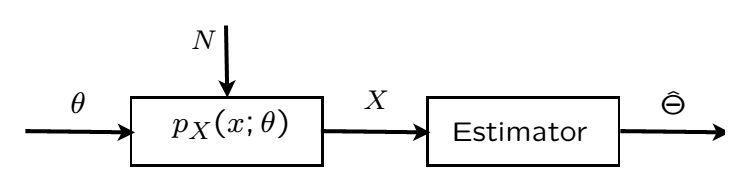 N
θ
X
Θ̂
p_X(x; θ)
Estimator